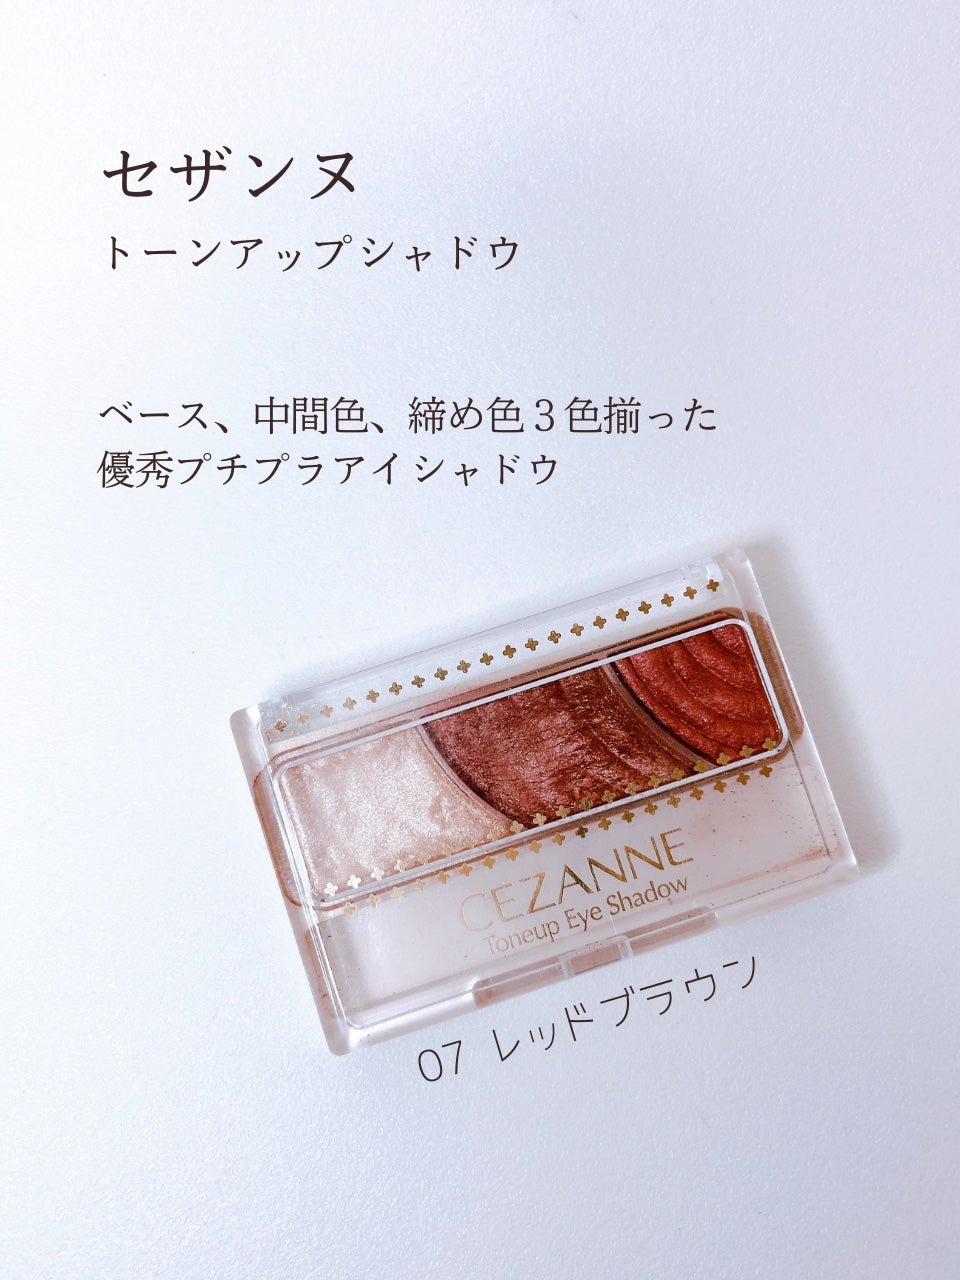 セザンヌ
トーンアップシャドウ
ベース、中間色、締め色３色揃った
優秀プチプラアイシャドウ
CEZANNE
Toneup Eye Shadow
07 レッドブラウン